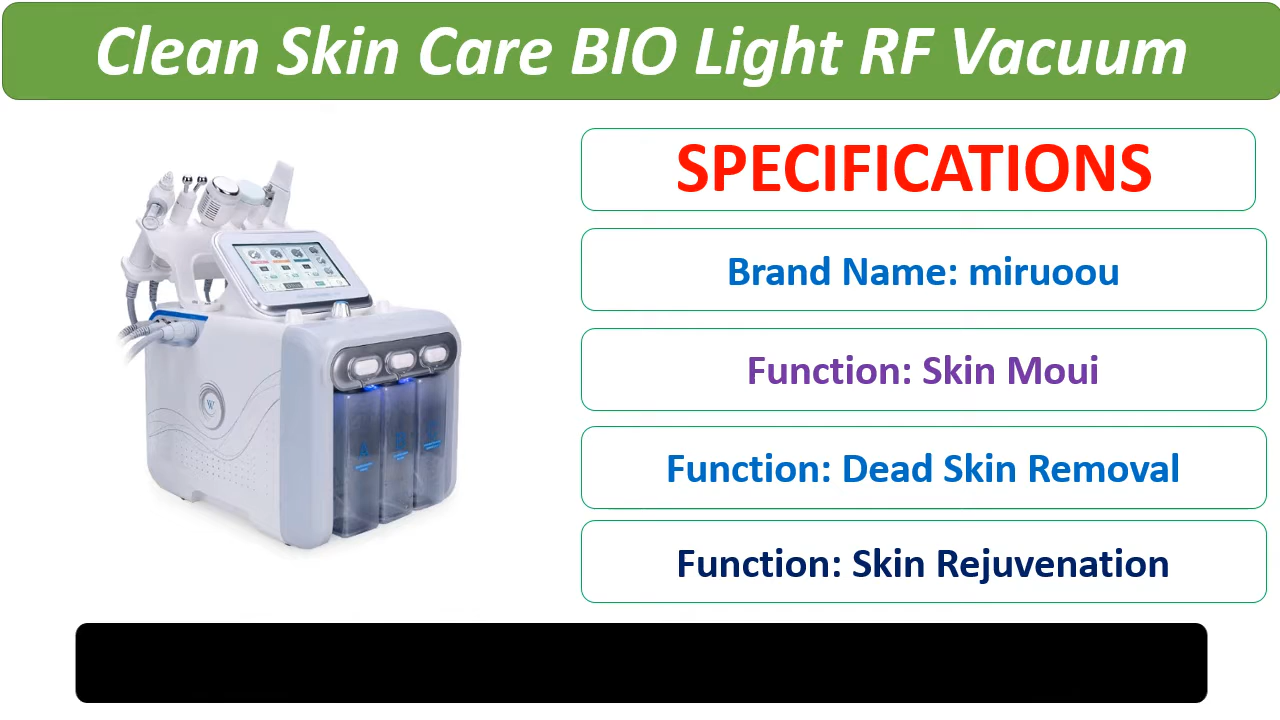 Clean Skin Care BIO Light RF Vacuum
SPECIFICATIONS
Brand Name: miruoou
Function: Skin Moui
Function: Dead Skin Removal
Function: Skin Rejuvenation